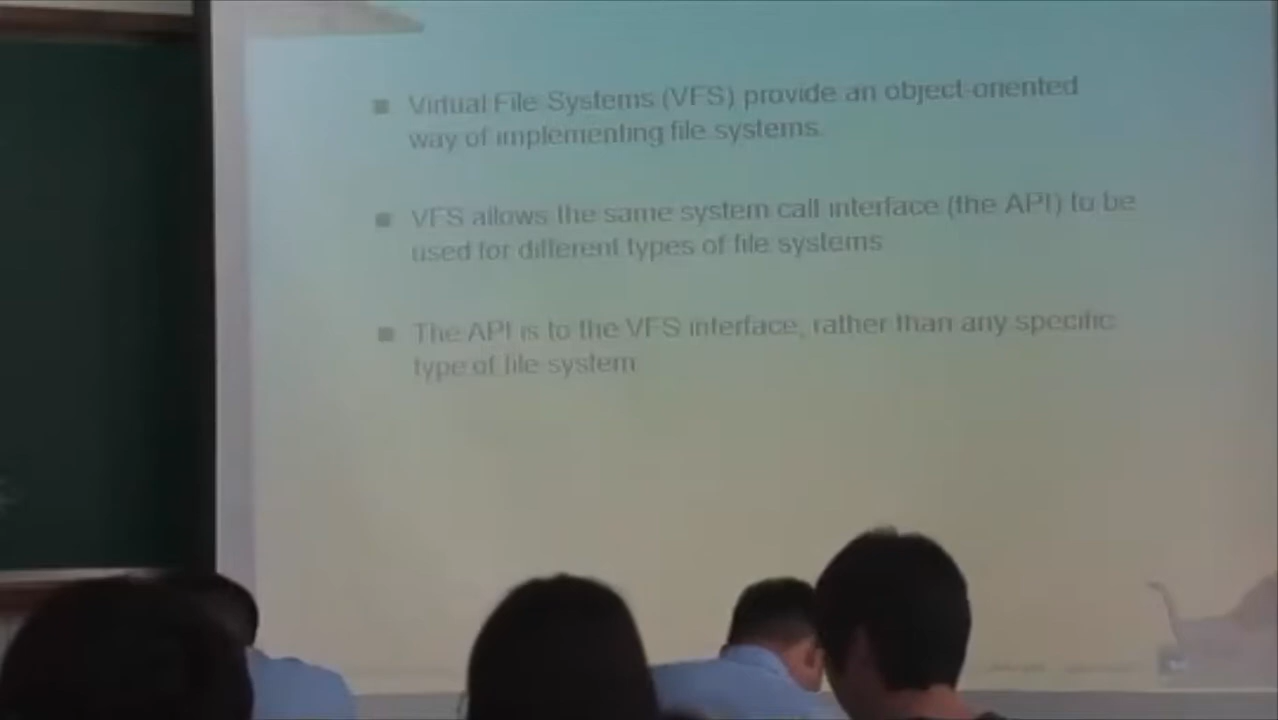 Virtual File Systems (VFS) provide an object-oriented
way of implementing file systems.
VFS allows the same system call interface (the API) to be
used for different types of file systems
The API is to the VFS interface, rather than any specific
type of file system